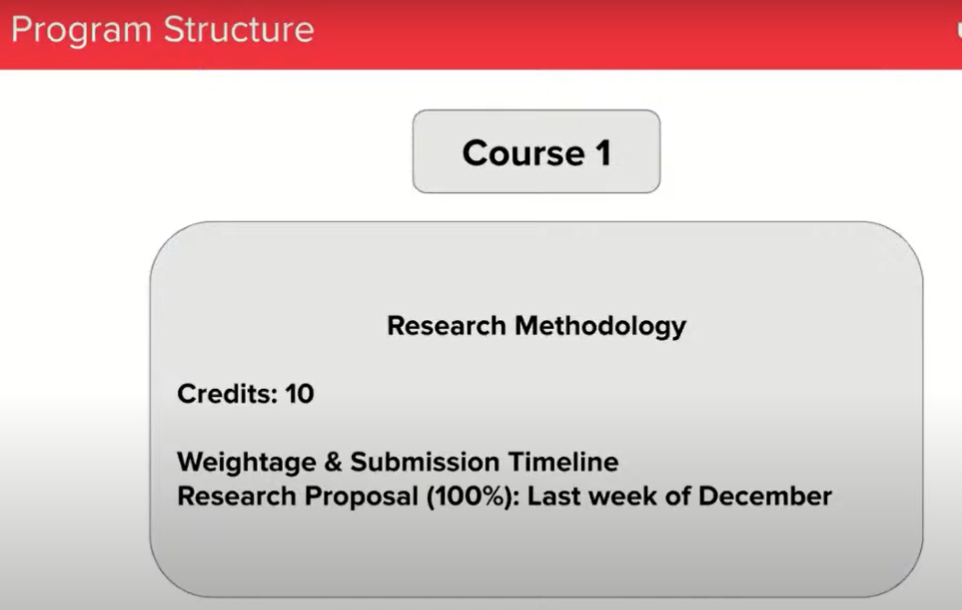 Program Structure
Course 1
Research Methodology
Credits: 10
Weightage & Submission Timeline
Research Proposal (100%): Last week of December